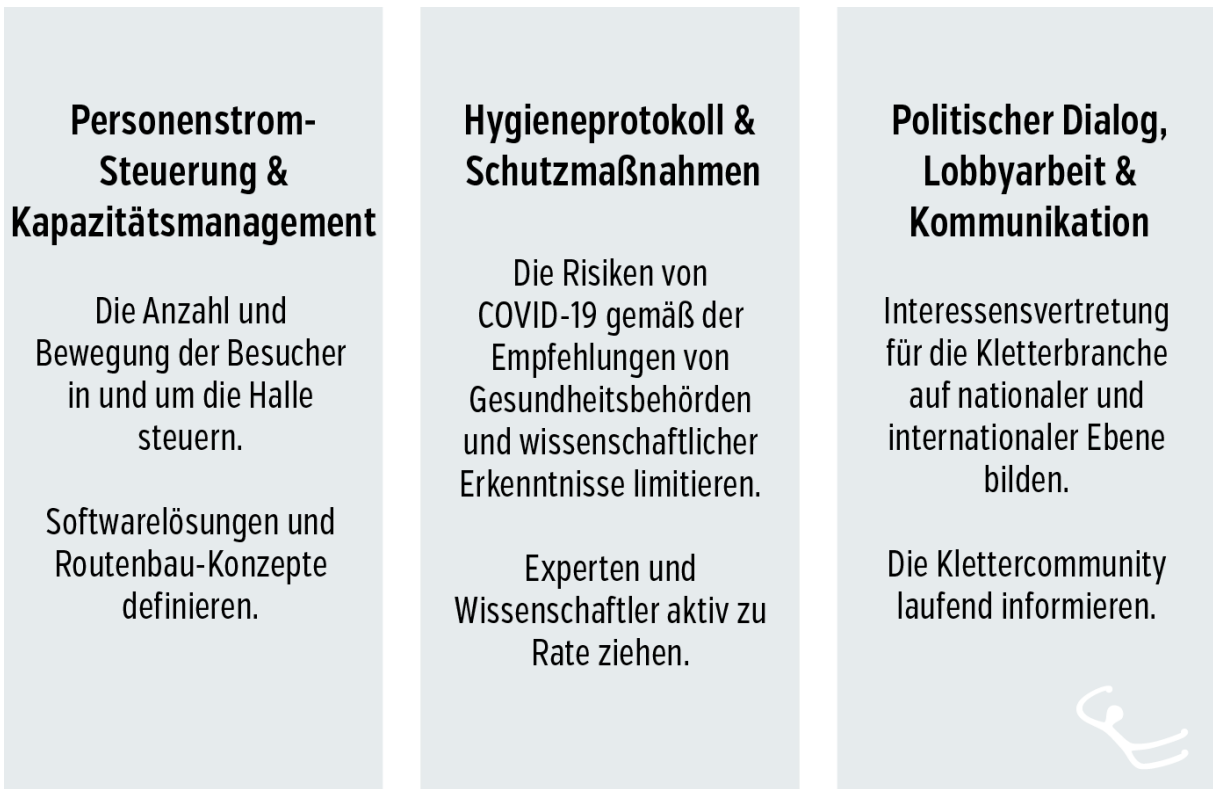 Personenstrom-
Steuerung &
Kapazitätsmanagement
Die Anzahl und
Bewegung der Besucher
in und um die Halle
steuern.
Softwarelösungen und
Routenbau-Konzepte
definieren.
Hygieneprotokoll &
Schutzmaßnahmen
Die Risiken von
COVID-19 gemäß der
Empfehlungen von
Gesundheitsbehörden
und wissenschaftlicher
Erkenntnisse limitieren.
Experten und
Wissenschaftler aktiv zu
Rate ziehen.
Politischer Dialog,
Lobbyarbeit &
Kommunikation
Interessensvertretung
für die Kletterbranche
auf nationaler und
internationaler Ebene
bilden.
Die Klettercommunity
laufend informieren.